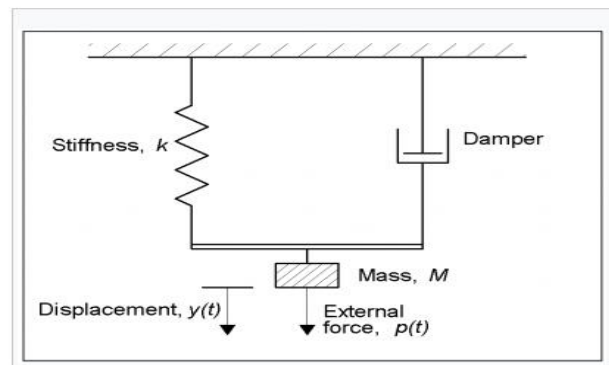 Stiffness, k
Damper
Mass, M
Displacement, y(t)
External
force, p(t)